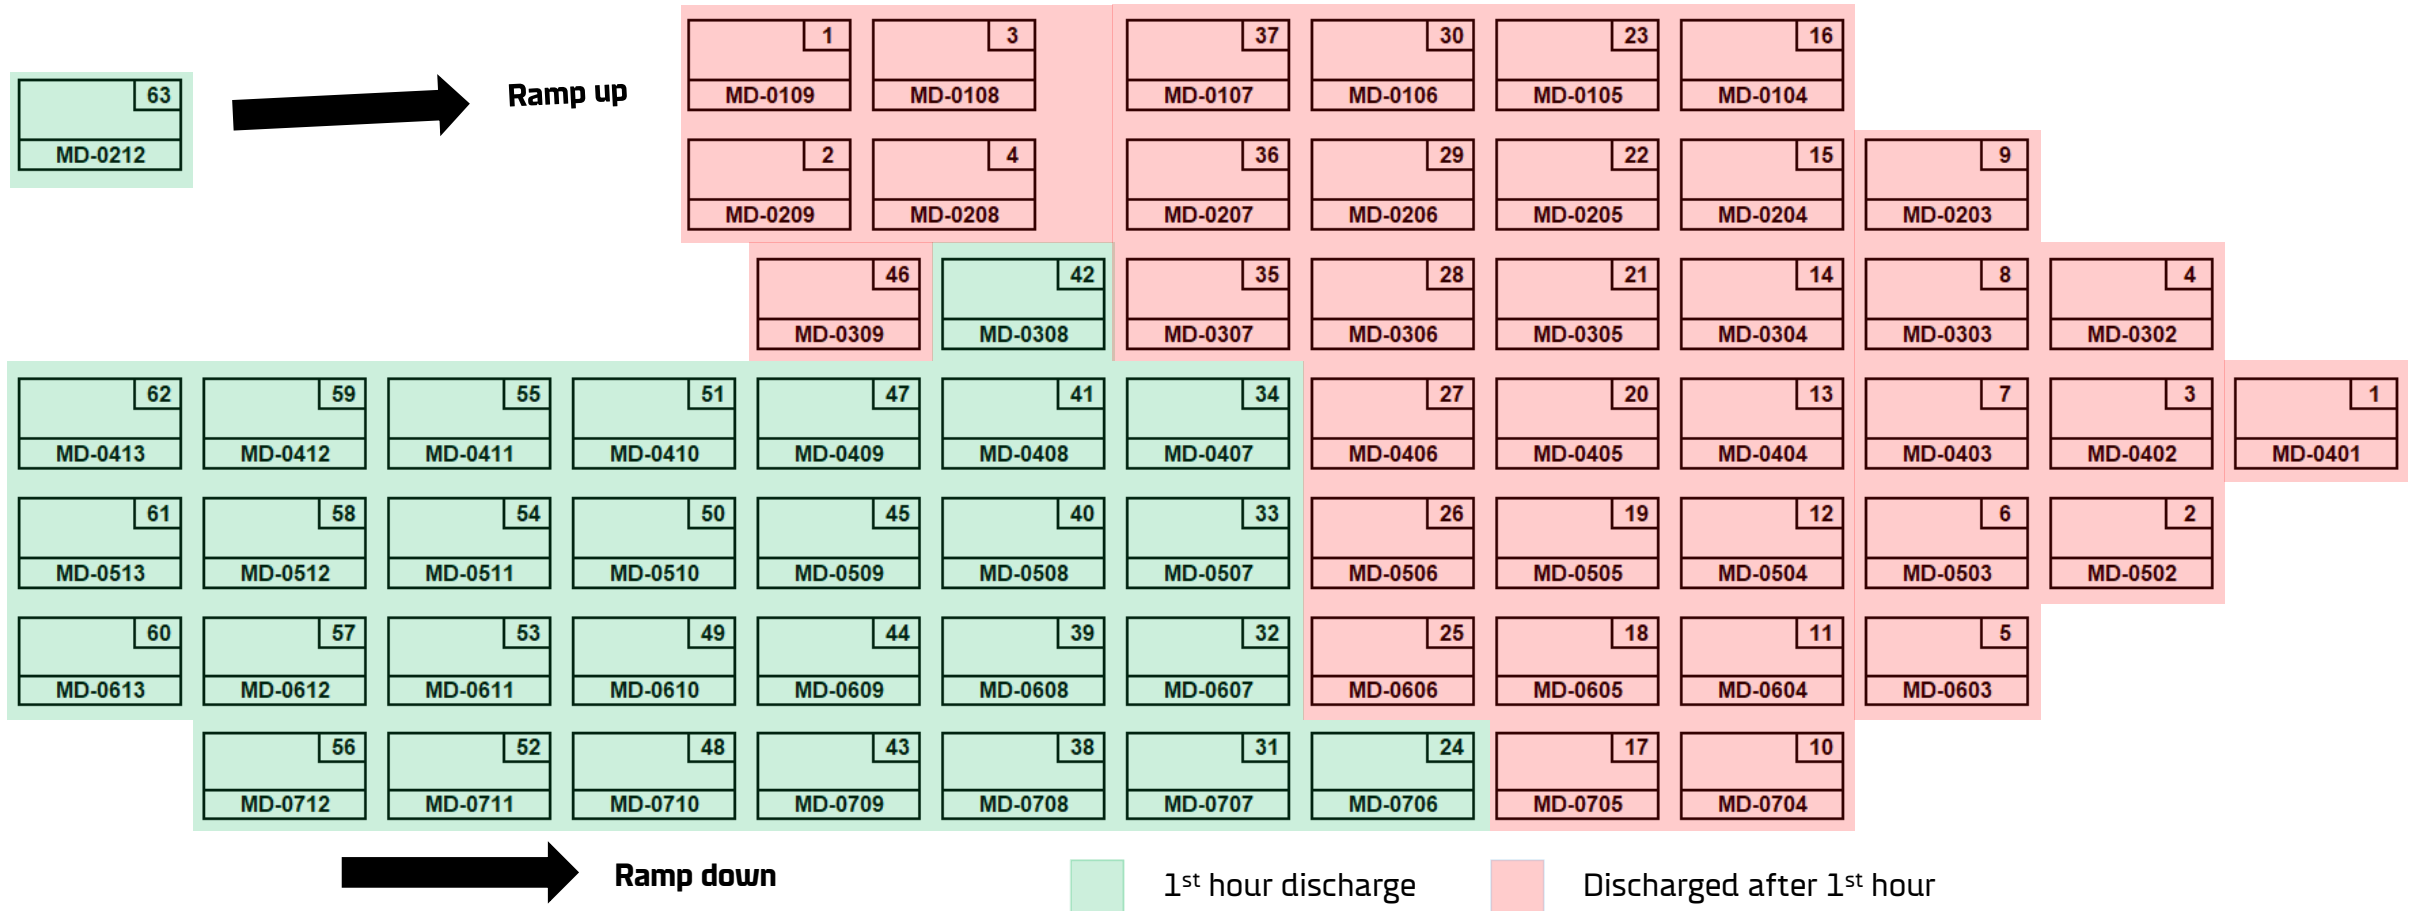 1 3 37 30 23 16
63 Ramp up MD-0109 MD-0108 MD-0107 MD-0106 MD-0105 MD-0104
MD-0212 2 4 36 29 22 15 9
MD-0209 MD-0208 MD-0207 MD-0206 MD-0205 MD-0204 MD-0203
46 42 35 28 21 14 8 4
MD-0309 MD-0308 MD-0307 MD-0306 MD-0305 MD-0304 MD-0303 MD-0302
62 59 55 51 47 41 34 27 20 13 7 3 1
MD-0413 MD-0412 MD-0411 MD-0410 MD-0409 MD-0408 MD-0407 MD-0406 MD-0405 MD-0404 MD-0403 MD-0402 MD-0401
61 58 54 50 45 40 33 26 19 12 6 2
MD-0513 MD-0512 MD-0511 MD-0510 MD-0509 MD-0508 MD-0507 MD-0506 MD-0505 MD-0504 MD-0503 MD-0502
60 57 53 49 44 39 32 25 18 11 5
MD-0613 MD-0612 MD-0611 MD-0610 MD-0609 MD-0608 MD-0607 MD-0606 MD-0605 MD-0604 MD-0603
56 52 48 43 38 31 24 17 10
MD-0712 MD-0711 MD-0710 MD-0709 MD-0708 MD-0707 MD-0706 MD-0705 MD-0704
Ramp down 1st hour discharge Discharged after 1st hour